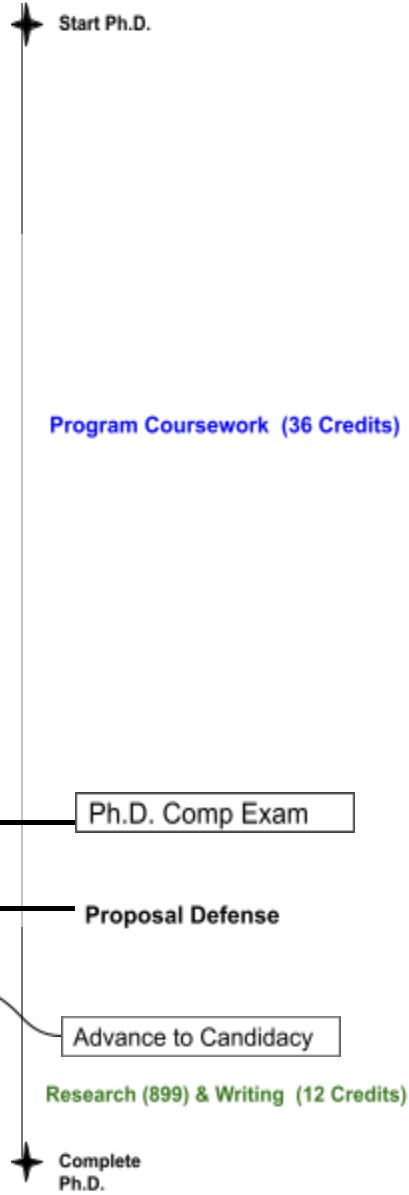 Start Ph.D.
Program Coursework (36 Credits)
Ph.D. Comp Exam
Proposal Defense
Advance to Candidacy
Research (899) & Writing (12 Credits)
Complete
Ph.D.